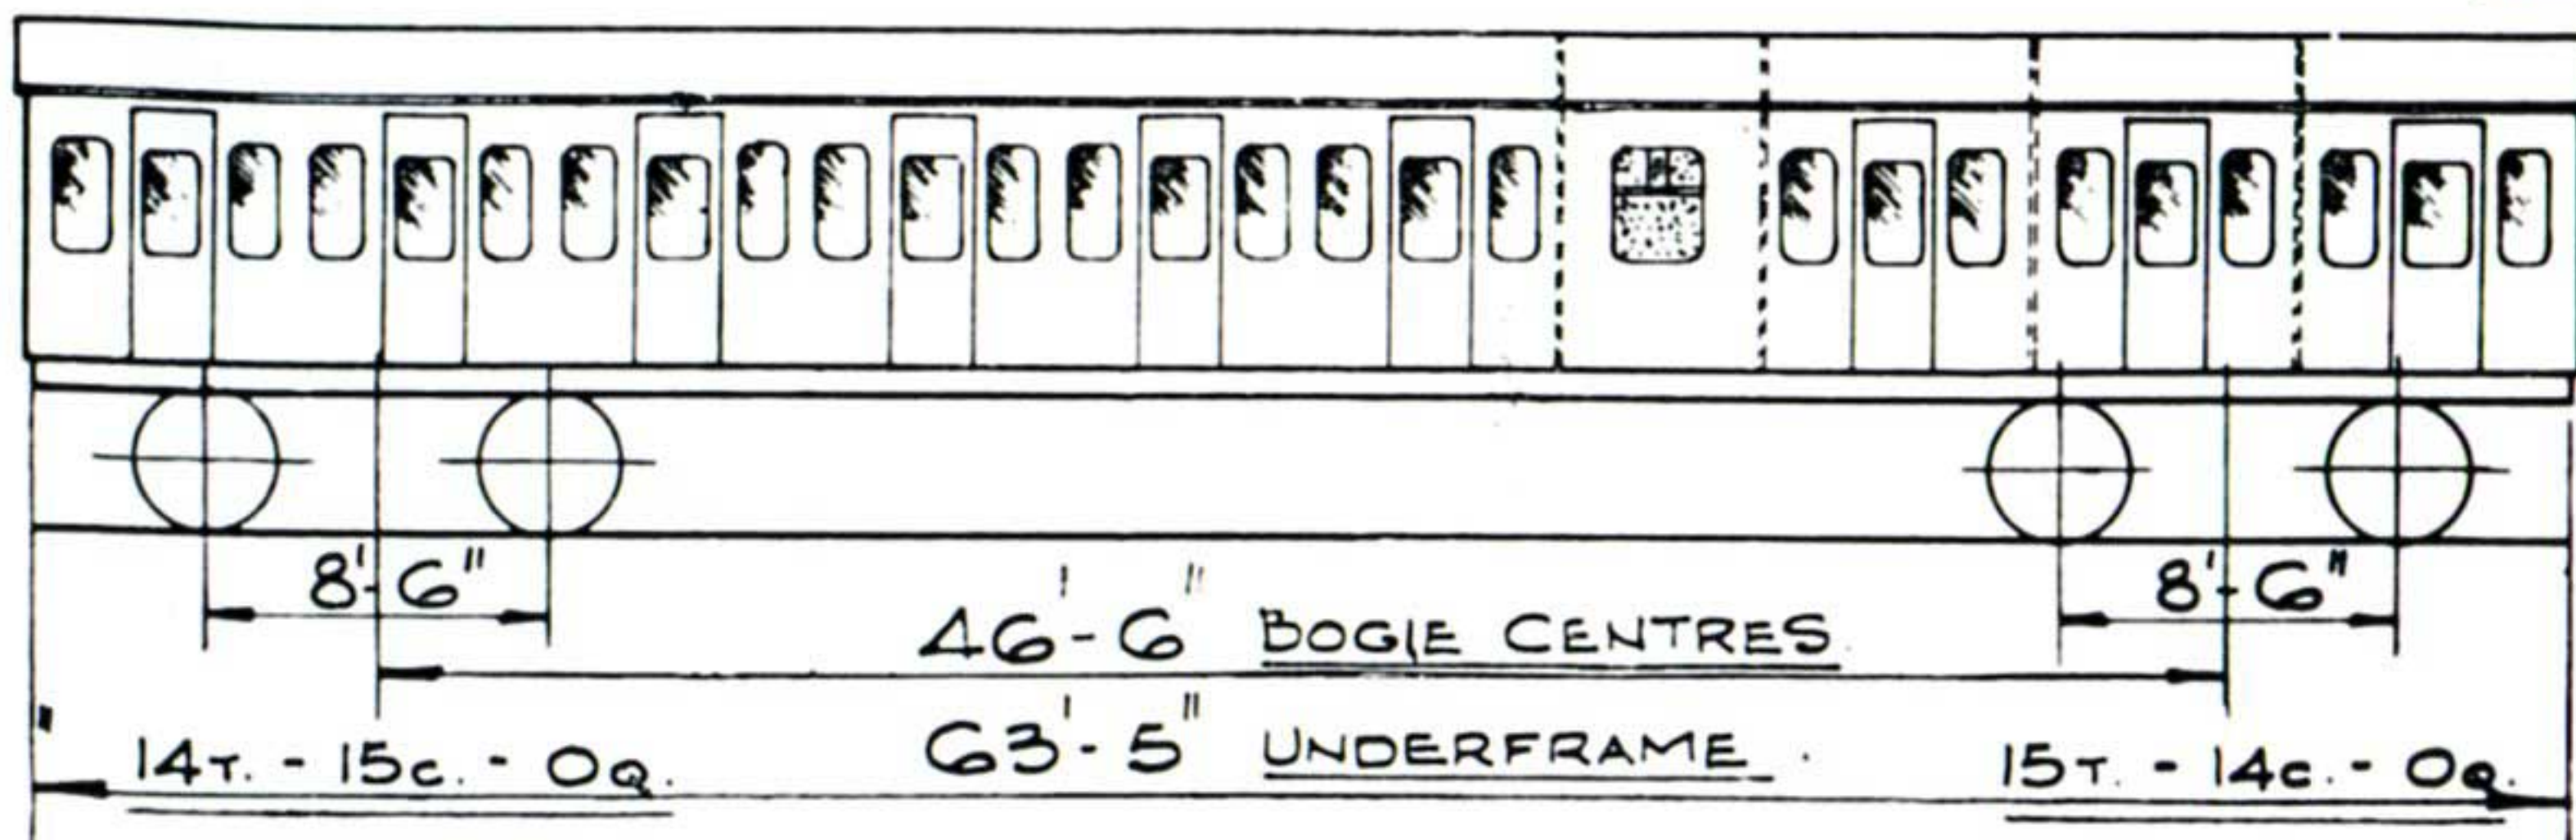 8'-6"
8'-6"
46'-6" BOGIE CENTRES
63'-5" UNDERFRAME.
14T. - 15C. - 0Q.
15T. - 14C. - 0Q.